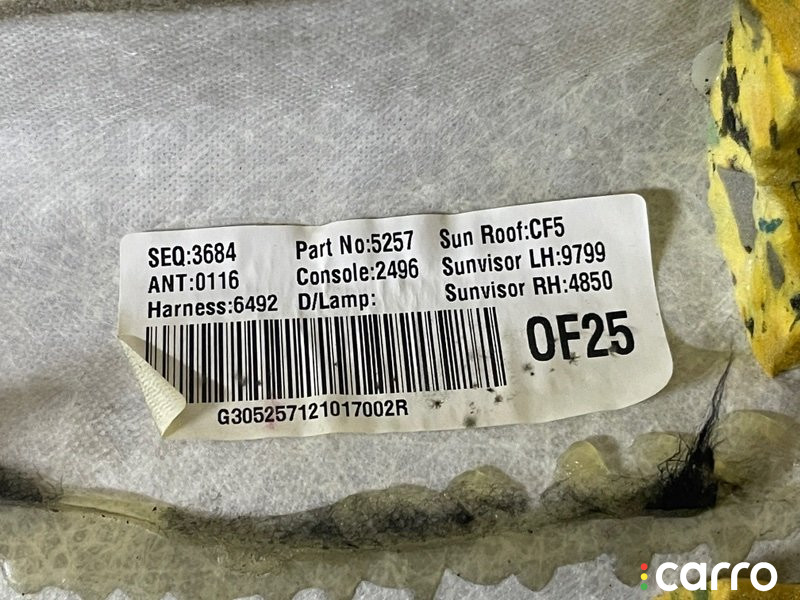 SEQ:3684 Part No:5257 Sun Roof:CF5
ANT:0116 Console:2496 Sunvisor LH:9799
Harness:6492 D/Lamp: Sunvisor RH:4850
OF25
G305257121017002R
carro